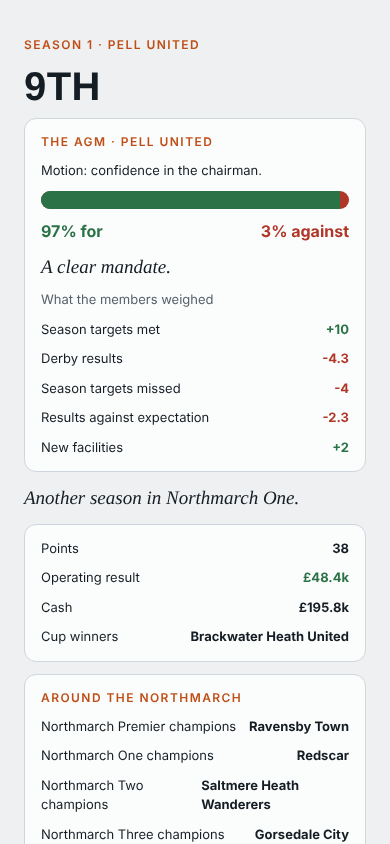 SEASON 1 · PELL UNITED
9TH
THE AGM · PELL UNITED
Motion: confidence in the chairman.
97% for 3% against
A clear mandate.
What the members weighed
Season targets met +10
Derby results -4.3
Season targets missed -4
Results against expectation -2.3
New facilities +2
Another season in Northmarch One.
Points 38
Operating result £48.4k
Cash £195.8k
Cup winners Brackwater Heath United
AROUND THE NORTHMARCH
Northmarch Premier champions Ravensby Town
Northmarch One champions Redscar
Northmarch Two Saltmere Heath
champions Wanderers
Northmarch Three champions Gorsedale City